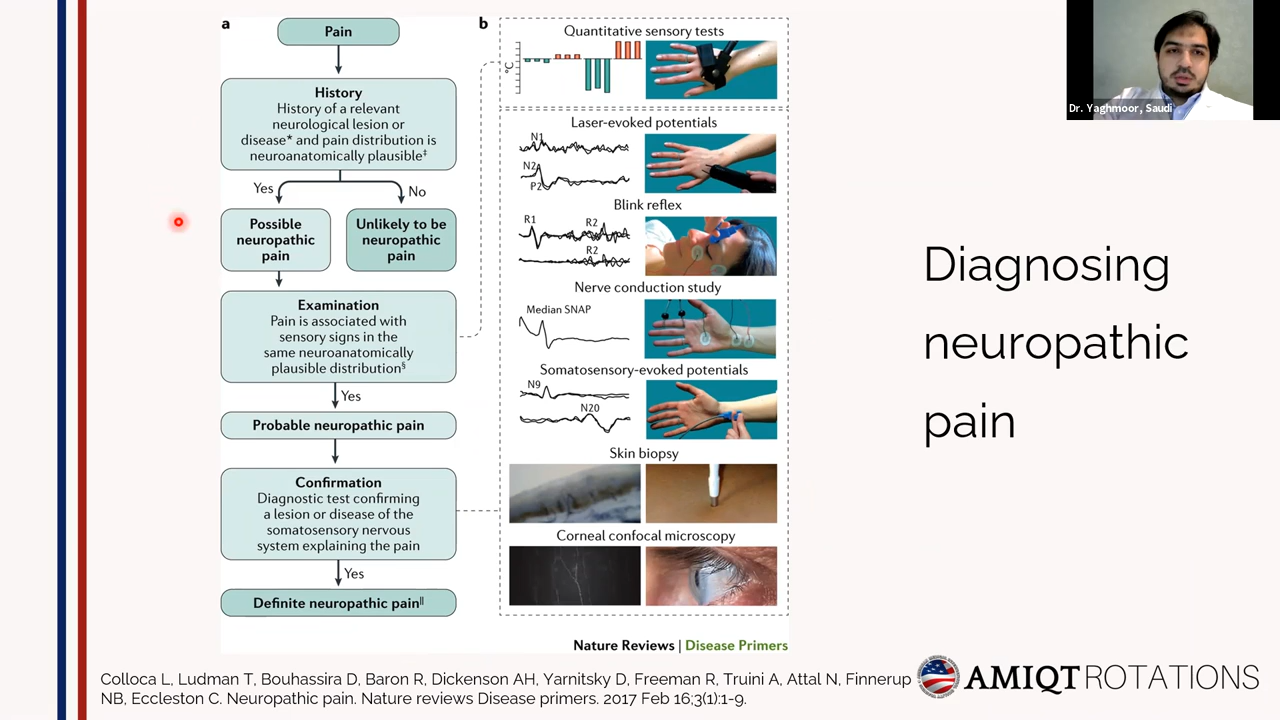 a
Pain
History
History of a relevant
neurological lesion or
disease* and pain distribution is
neuroanatomically plausible‡
Yes
No
Possible
neuropathic
pain
Unlikely to be
neuropathic
pain
Examination
Pain is associated with
sensory signs in the
same neuroanatomically
plausible distribution§
Yes
Probable neuropathic pain
Confirmation
Diagnostic test confirming
a lesion or disease of the
somatosensory nervous
system explaining the pain
Yes
Definite neuropathic pain||
b
Quantitative sensory tests
°C
Laser-evoked potentials
N1
N2
P2
Blink reflex
R1
R2
R2
Nerve conduction study
Median SNAP
Somatosensory-evoked potentials
N9
N20
Skin biopsy
Corneal confocal microscopy
Nature Reviews | Disease Primers
Dr. Yaghmoor, Saudi
Diagnosing
neuropathic
pain
Colloca L, Ludman T, Bouhassira D, Baron R, Dickenson AH, Yarnitsky D, Freeman R, Truini A, Attal N, Finnerup
NB, Eccleston C. Neuropathic pain. Nature reviews Disease primers. 2017 Feb 16;3(1):1-9.
AMIQT ROTATIONS